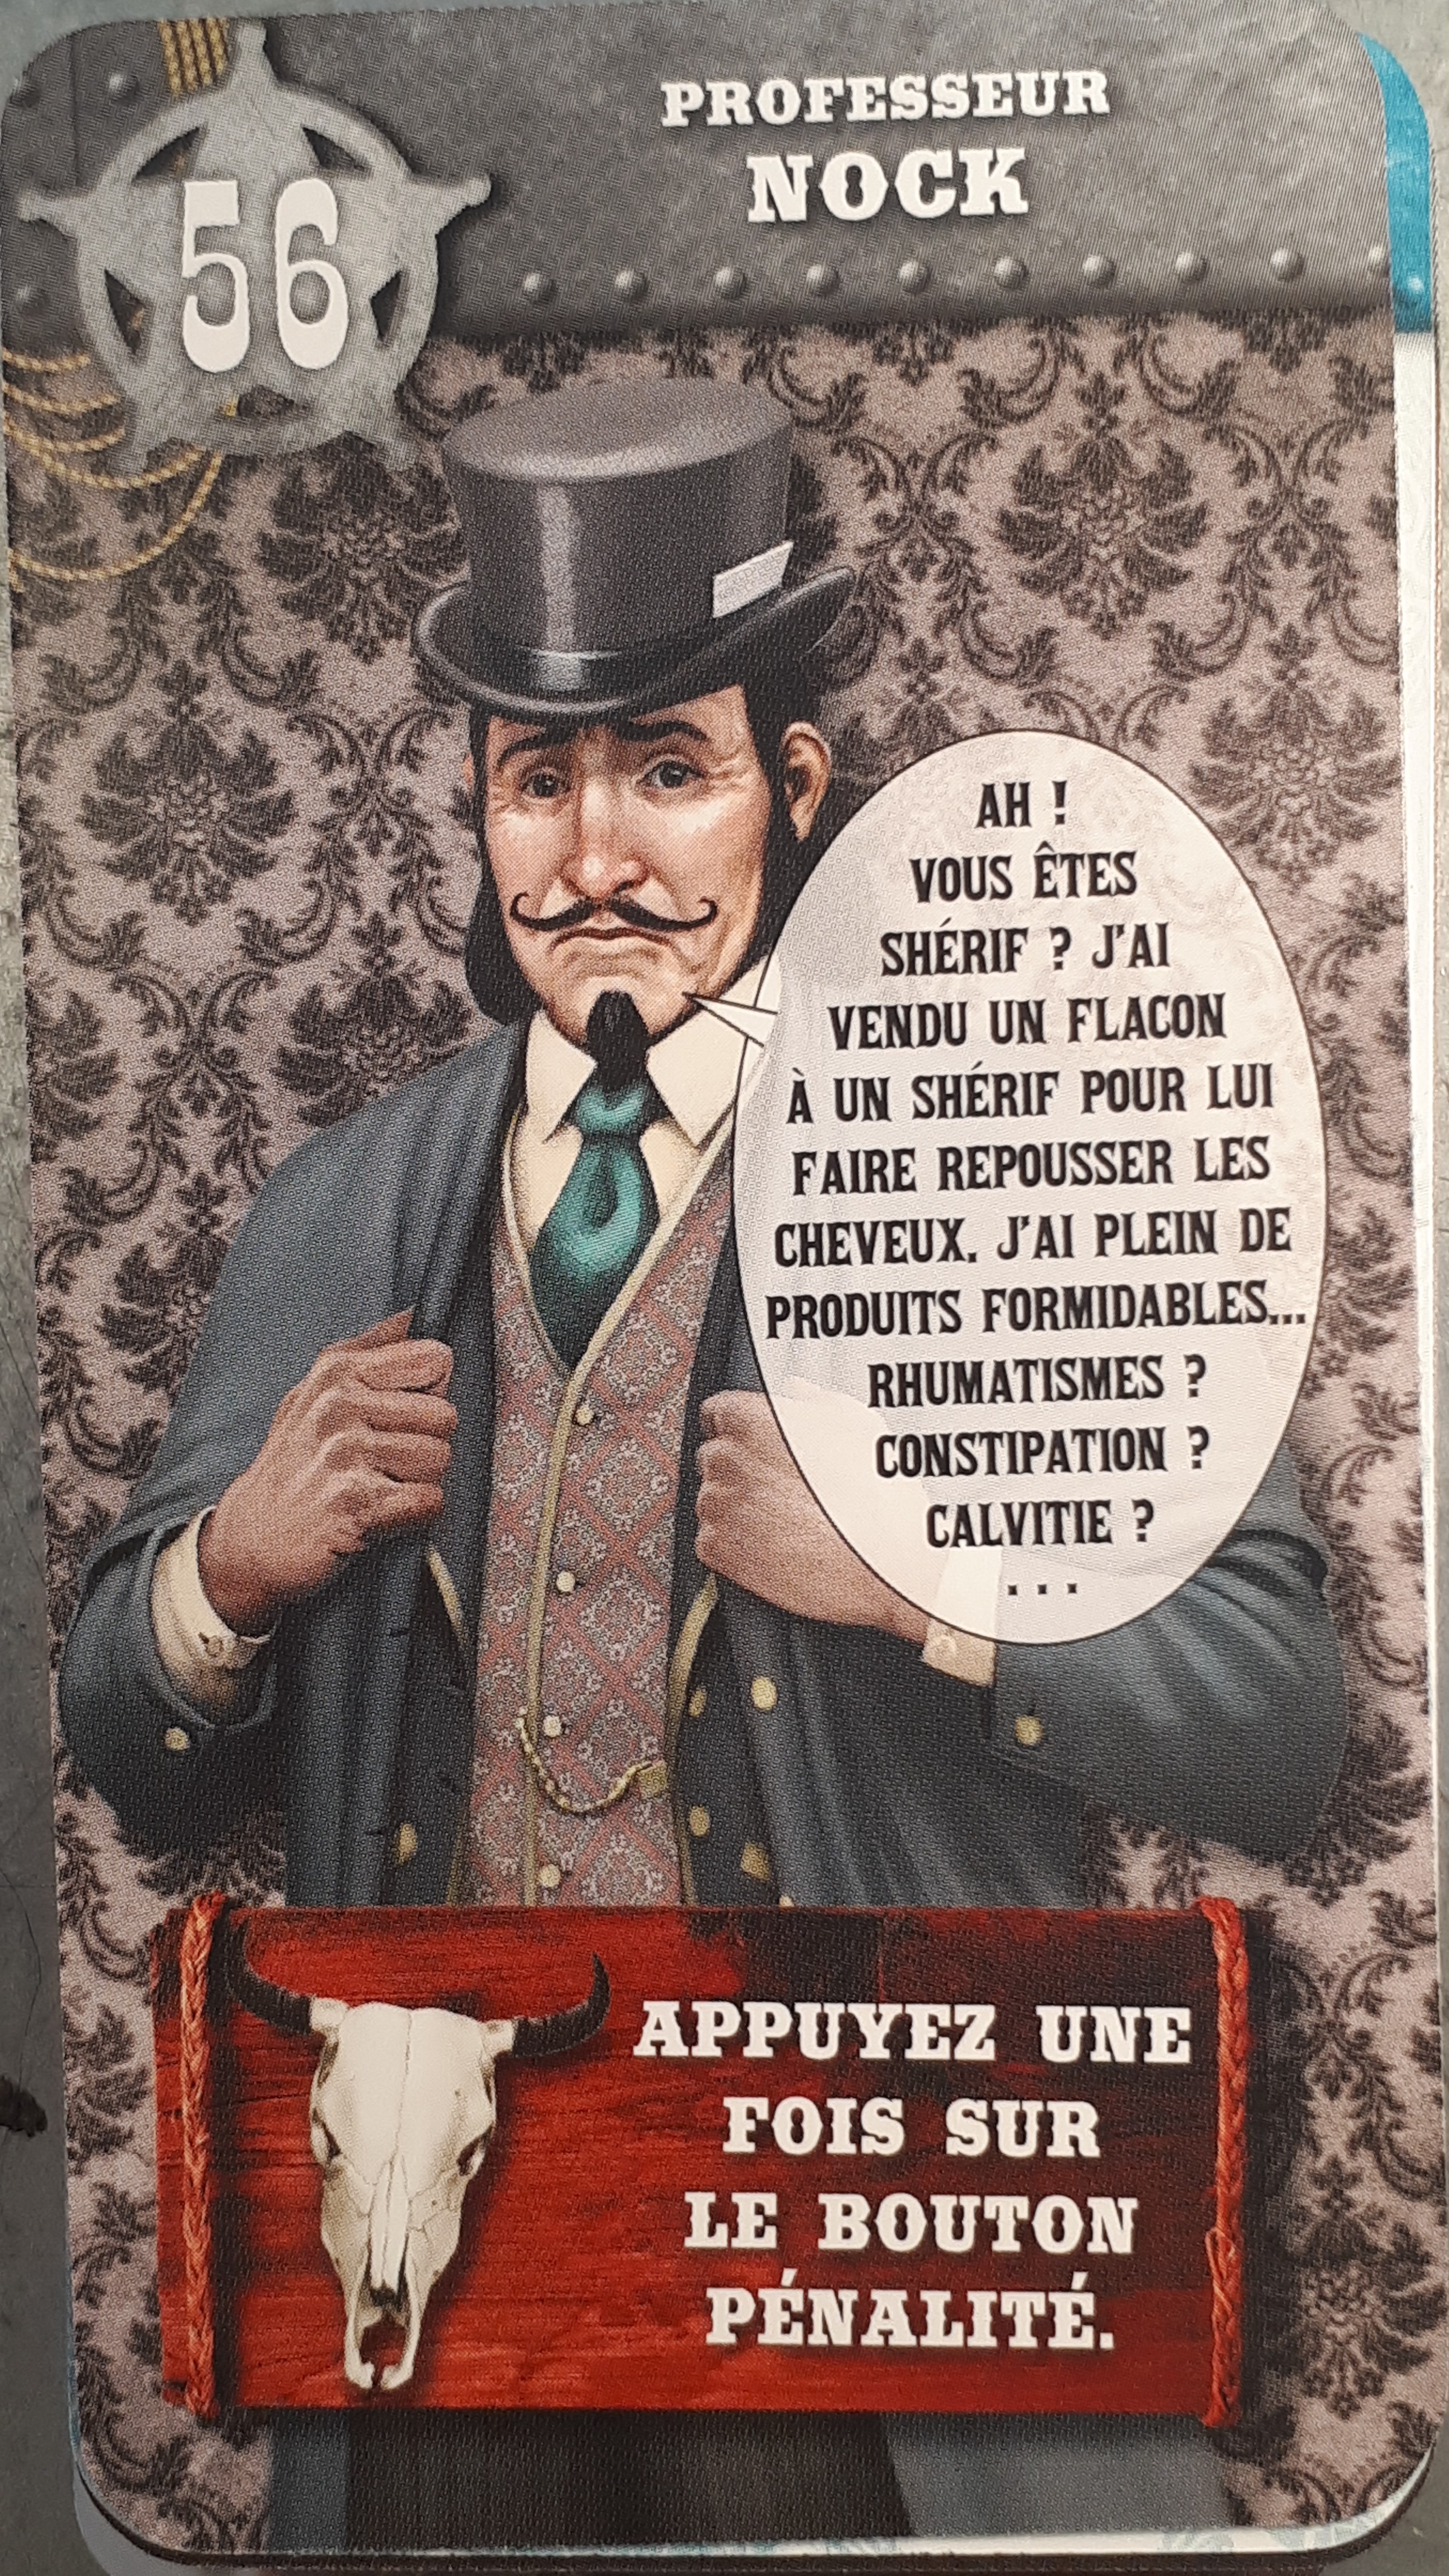 56
PROFESSEUR
NOCK
AH !
VOUS ÊTES
SHÉRIF ? J'AI
VENDU UN FLACON
À UN SHÉRIF POUR LUI
FAIRE REPOUSSER LES
CHEVEUX. J'AI PLEIN DE
PRODUITS FORMIDABLES...
RHUMATISMES ?
CONSTIPATION ?
CALVITIE ?
...
APPUYEZ UNE
FOIS SUR
LE BOUTON
PÉNALITÉ.